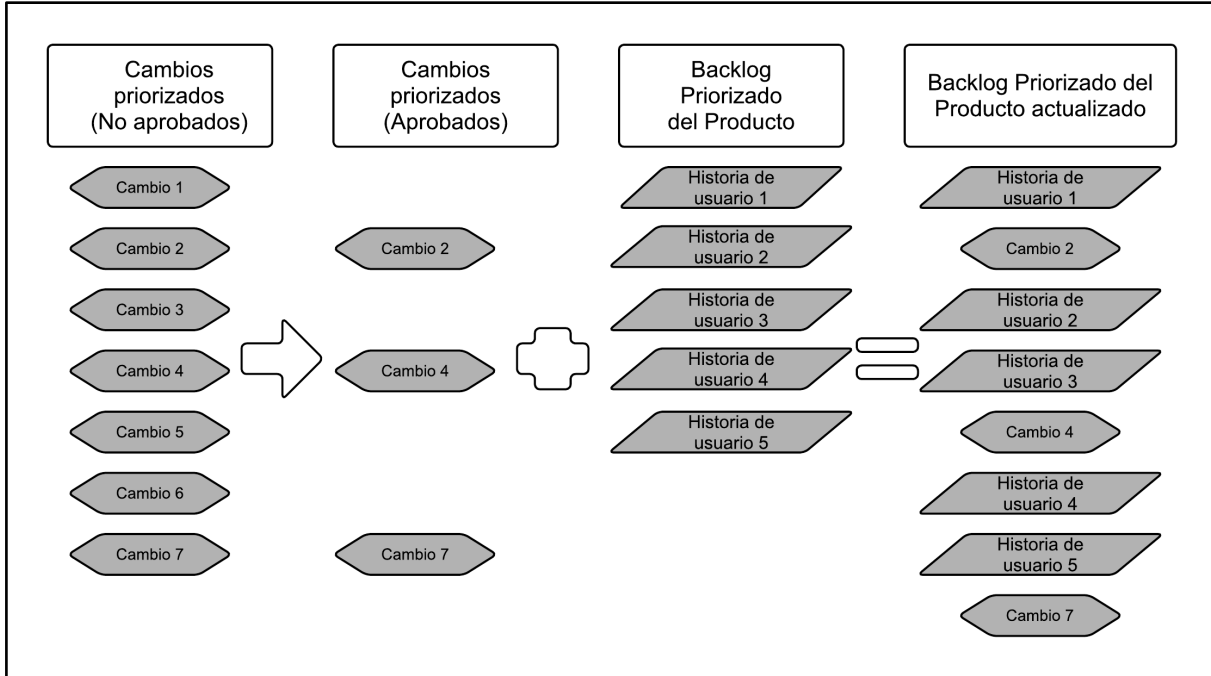 Cambios
priorizados
(No aprobados)
Cambios
priorizados
(Aprobados)
Backlog
Priorizado
del Producto
Backlog Priorizado del
Producto actualizado
Cambio 1
Cambio 2
Cambio 3
Cambio 4
Cambio 5
Cambio 6
Cambio 7
Cambio 2
Cambio 4
Cambio 7
Historia de
usuario 1
Historia de
usuario 2
Historia de
usuario 3
Historia de
usuario 4
Historia de
usuario 5
Historia de
usuario 1
Cambio 2
Historia de
usuario 2
Historia de
usuario 3
Cambio 4
Historia de
usuario 4
Historia de
usuario 5
Cambio 7